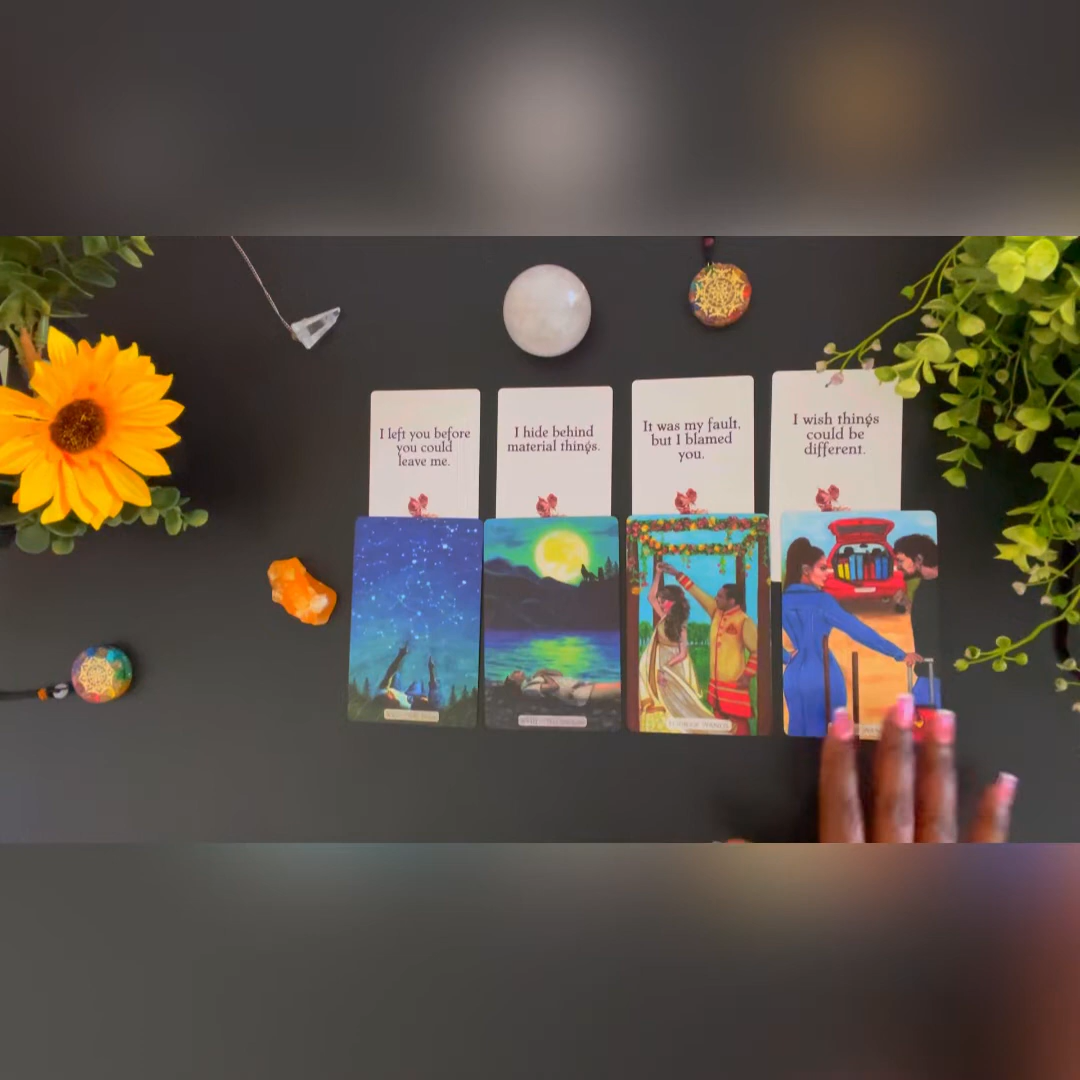 I left you before
you could
leave me.
I hide behind
material things.
It was my fault,
but I blamed
you.
I wish things
could be
different.